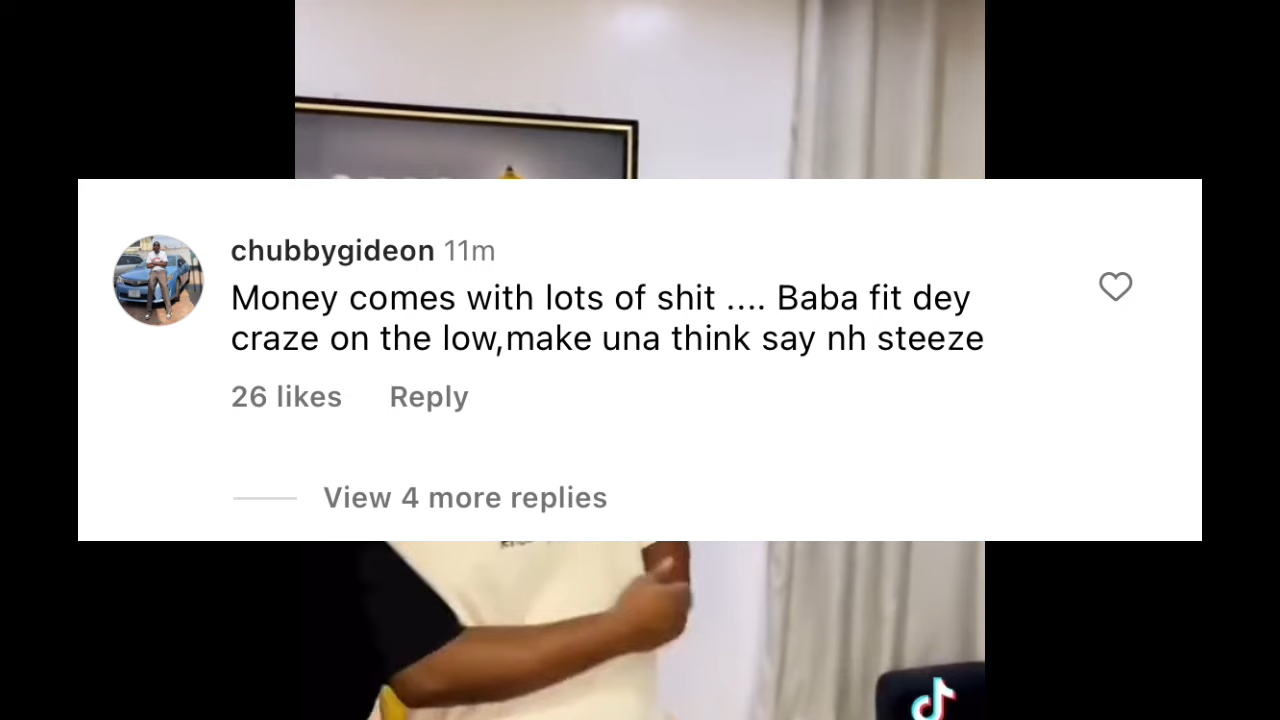 chubbygideon 11m
Money comes with lots of shit .... Baba fit dey
craze on the low,make una think say nh steeze
26 likes Reply
View 4 more replies